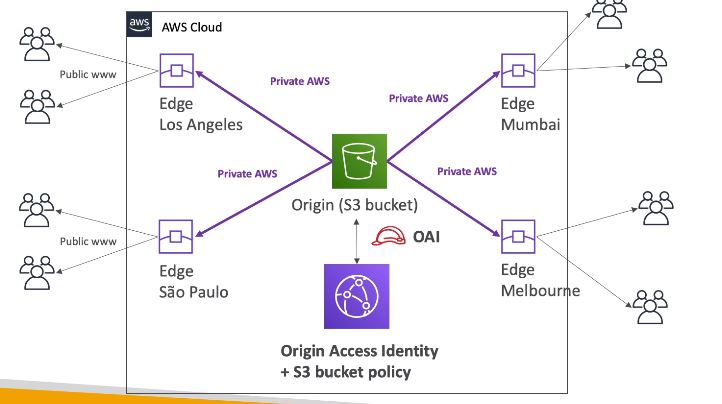 aws
AWS Cloud
Public www
Private AWS
Private AWS
Edge
Los Angeles
Edge
Mumbai
Private AWS
Private AWS
Origin (S3 bucket)
Public www
OAI
Edge
São Paulo
Edge
Melbourne
Origin Access Identity
+ S3 bucket policy